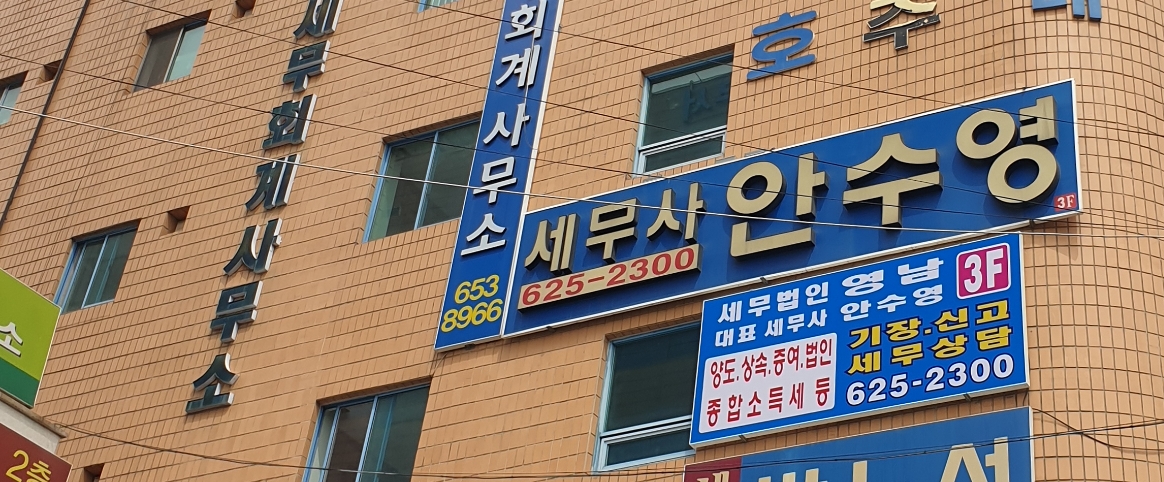 세무회계사무소
회계사무소
653
8966
호
수
세무사 안수영
625-2300
3F
세무법인 영남
3F
대표 세무사 안수영
양도.상속.증여.법인
종합소득세 등
기장.신고
세무상담
625-2300
소
2층